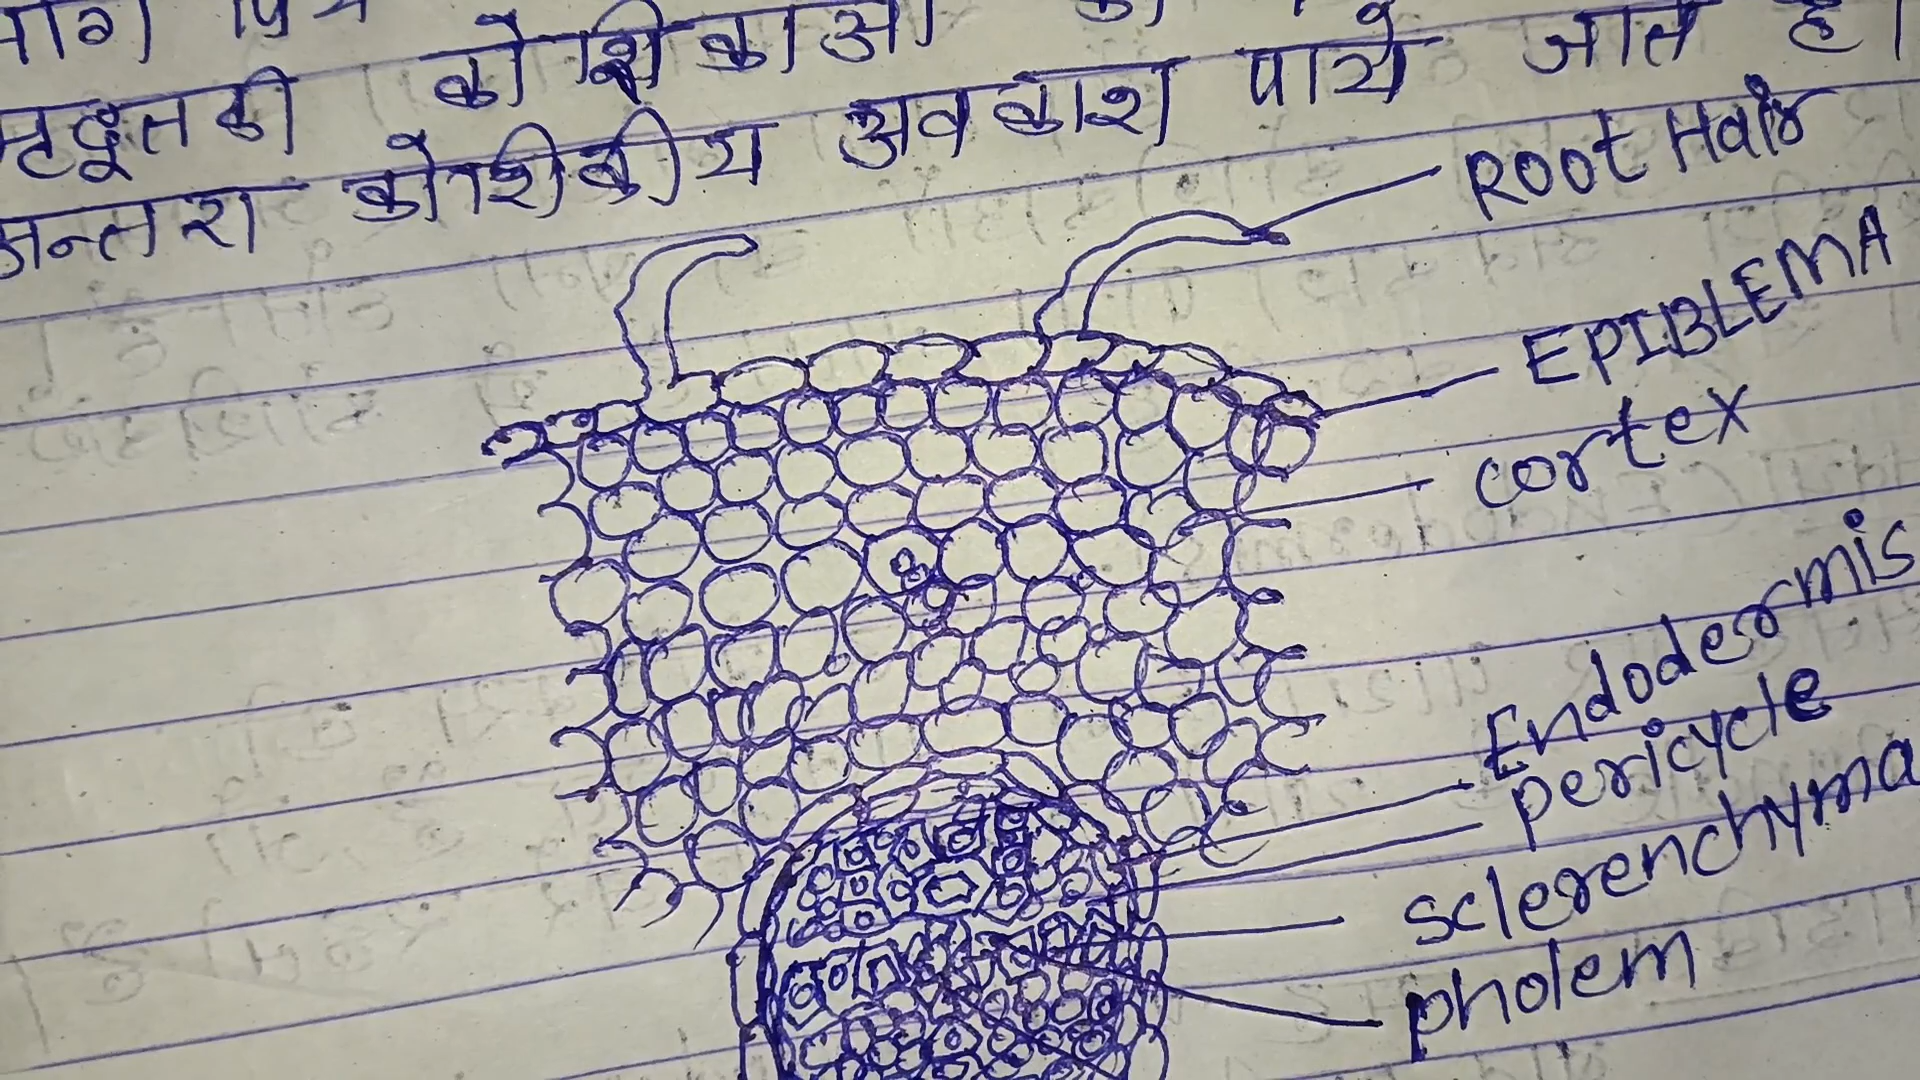 मृदूतकी कोशिकाओ
अन्तरा कोशिकीय अवकाश पाये जाते है।
ROOt Hair
EPIBLEMA
cortex
Endodermis
pericycle
sclerenchyma
pholem